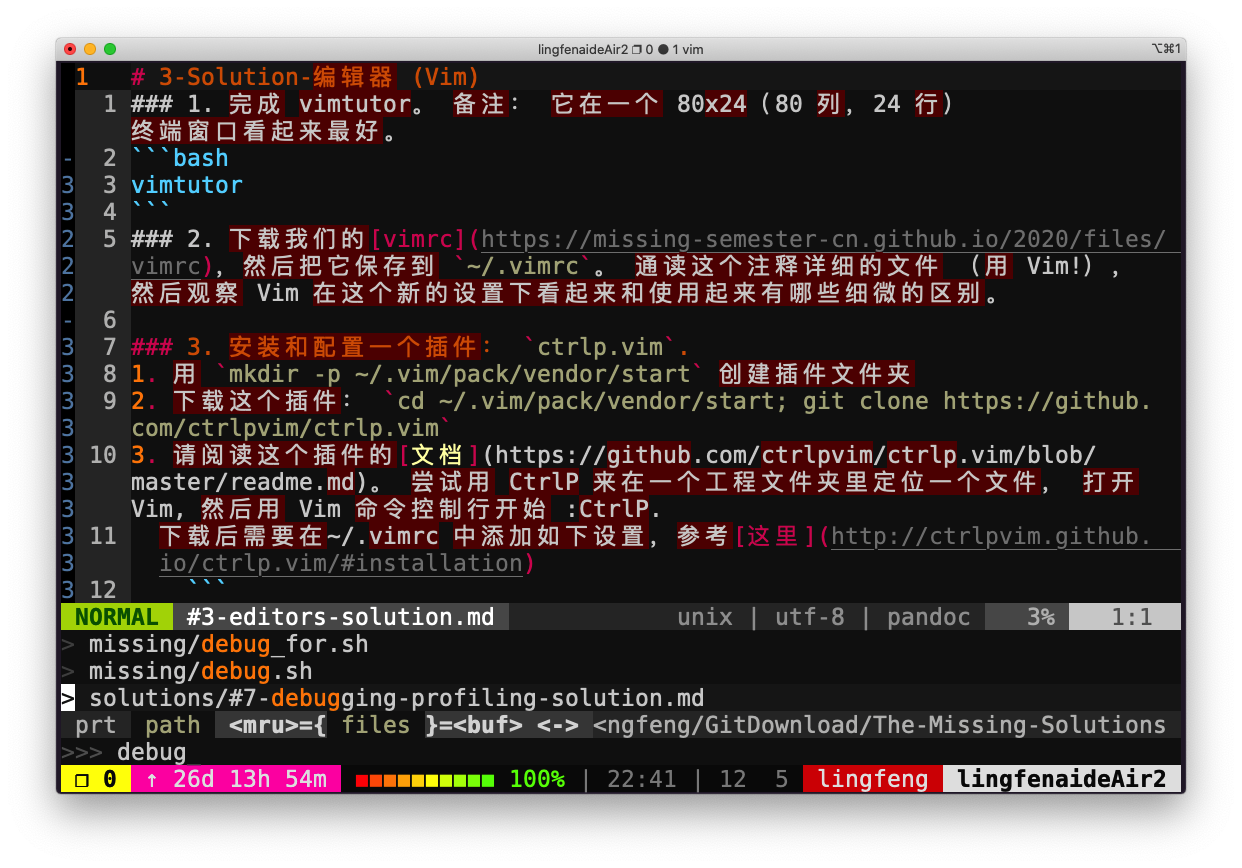 lingfenaideAir2 ❐ 0 ● 1 vim ⌥⌘1
1 # 3-Solution-编辑器 (Vim)
1 ### 1. 完成 vimtutor。 备注： 它在一个 80x24（80 列，24 行）
终端窗口看起来最好。
- 2 ```bash
3 3 vimtutor
3 4 ```
2 5 ### 2. 下载我们的[vimrc](https://missing-semester-cn.github.io/2020/files/
2 vimrc)，然后把它保存到 `~/.vimrc`。 通读这个注释详细的文件 （用 Vim!），
2 然后观察 Vim 在这个新的设置下看起来和使用起来有哪些细微的区别。
- 6
3 7 ### 3. 安装和配置一个插件： `ctrlp.vim`.
3 8 1. 用 `mkdir -p ~/.vim/pack/vendor/start` 创建插件文件夹
3 9 2. 下载这个插件： `cd ~/.vim/pack/vendor/start; git clone https://github.
3 com/ctrlpvim/ctrlp.vim`
3 10 3. 请阅读这个插件的[文档](https://github.com/ctrlpvim/ctrlp.vim/blob/
3 master/readme.md)。 尝试用 CtrlP 来在一个工程文件夹里定位一个文件， 打开
3 Vim, 然后用 Vim 命令控制行开始 :CtrlP.
3 11 下载后需要在~/.vimrc 中添加如下设置，参考[这里](http://ctrlpvim.github.
3 io/ctrlp.vim/#installation)
3 12 ```
NORMAL #3-editors-solution.md unix | utf-8 | pandoc 3% 1:1
> missing/debug_for.sh
> missing/debug.sh
> solutions/#7-debugging-profiling-solution.md
prt path <mru>={ files }=<buf> <-> <ngfeng/GitDownload/The-Missing-Solutions
>>> debug_
❐ 0 ↑ 26d 13h 54m 100% | 22:41 | 12 5 lingfeng lingfenaideAir2